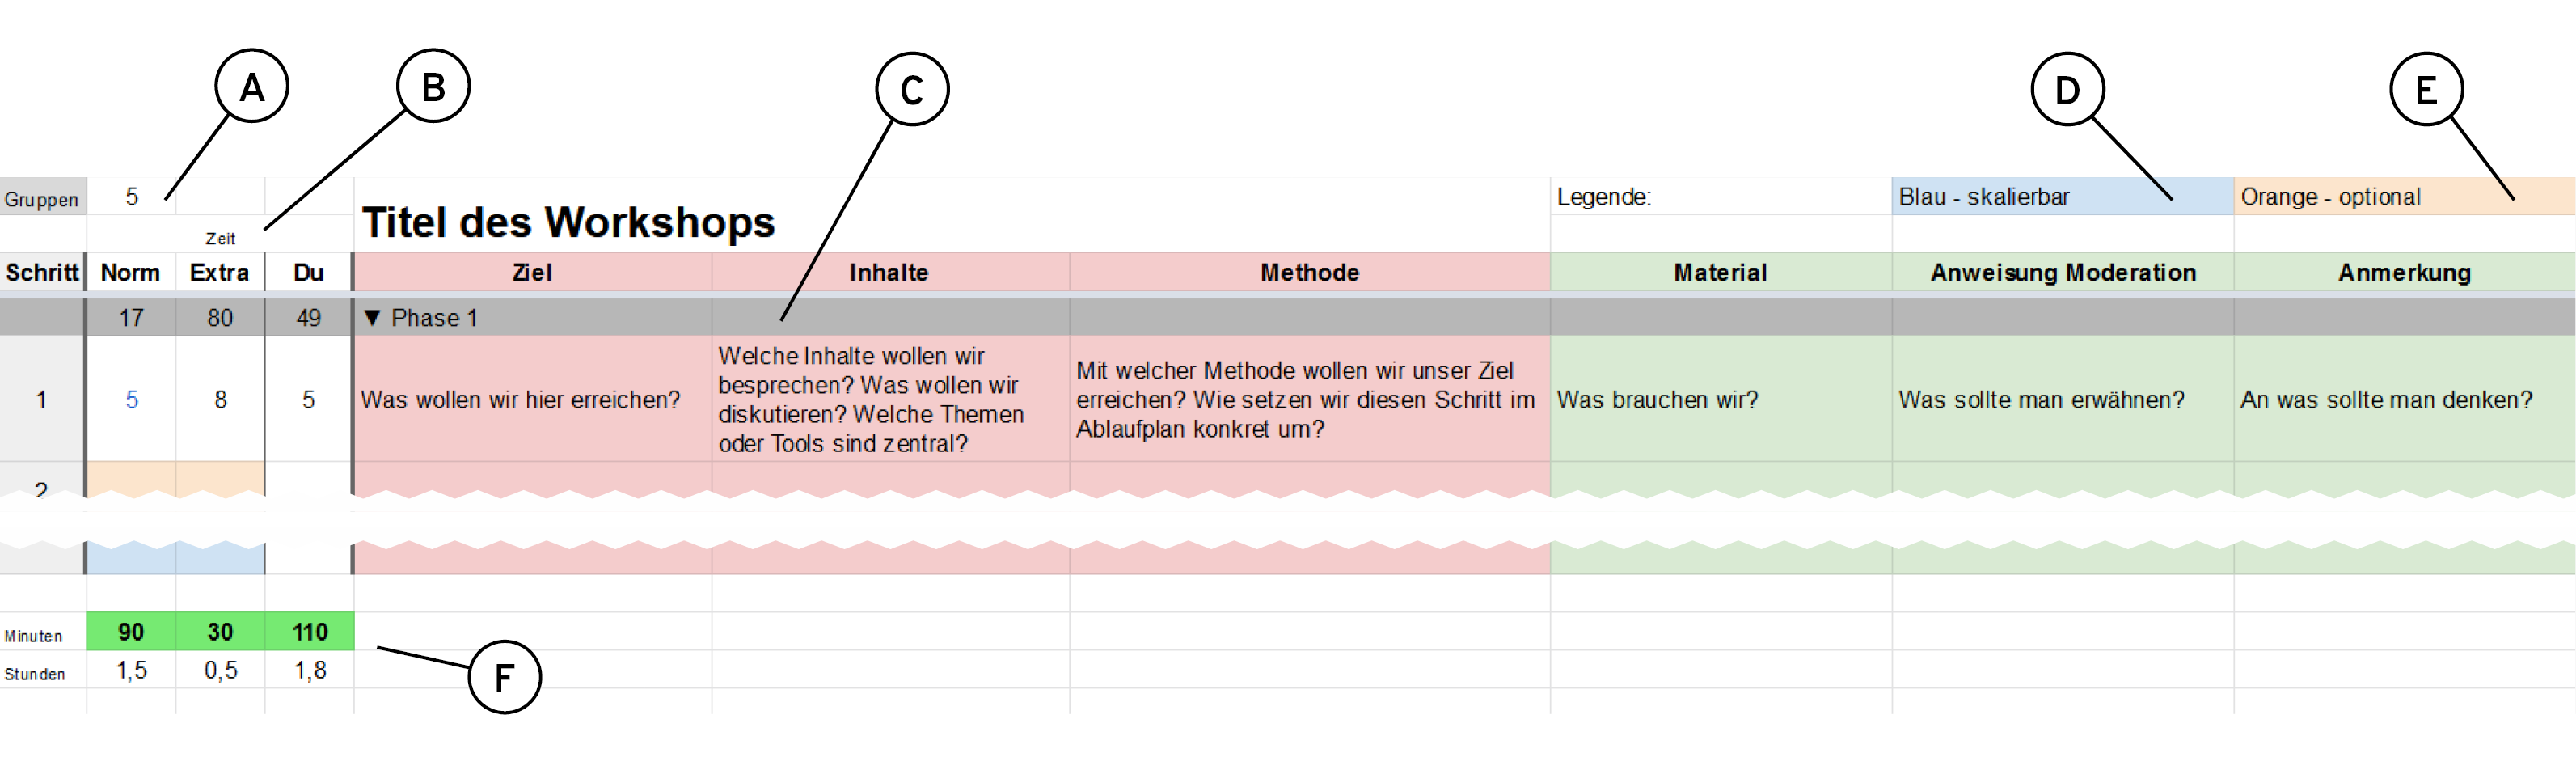 A
B
C
D
E
Gruppen 5 Legende: Blau - skalierbar Orange - optional
Titel des Workshops
Zeit
Schritt Norm Extra Du Ziel Inhalte Methode Material Anweisung Moderation Anmerkung
17 80 49 ▼ Phase 1
1 5 8 5
Was wollen wir hier erreichen?
Welche Inhalte wollen wir
besprechen? Was wollen wir
diskutieren? Welche Themen
oder Tools sind zentral?
Mit welcher Methode wollen wir unser Ziel
erreichen? Wie setzen wir diesen Schritt im
Ablaufplan konkret um?
Was brauchen wir?
Was sollte man erwähnen?
An was sollte man denken?
2
Minuten 90 30 110
Stunden 1,5 0,5 1,8
F